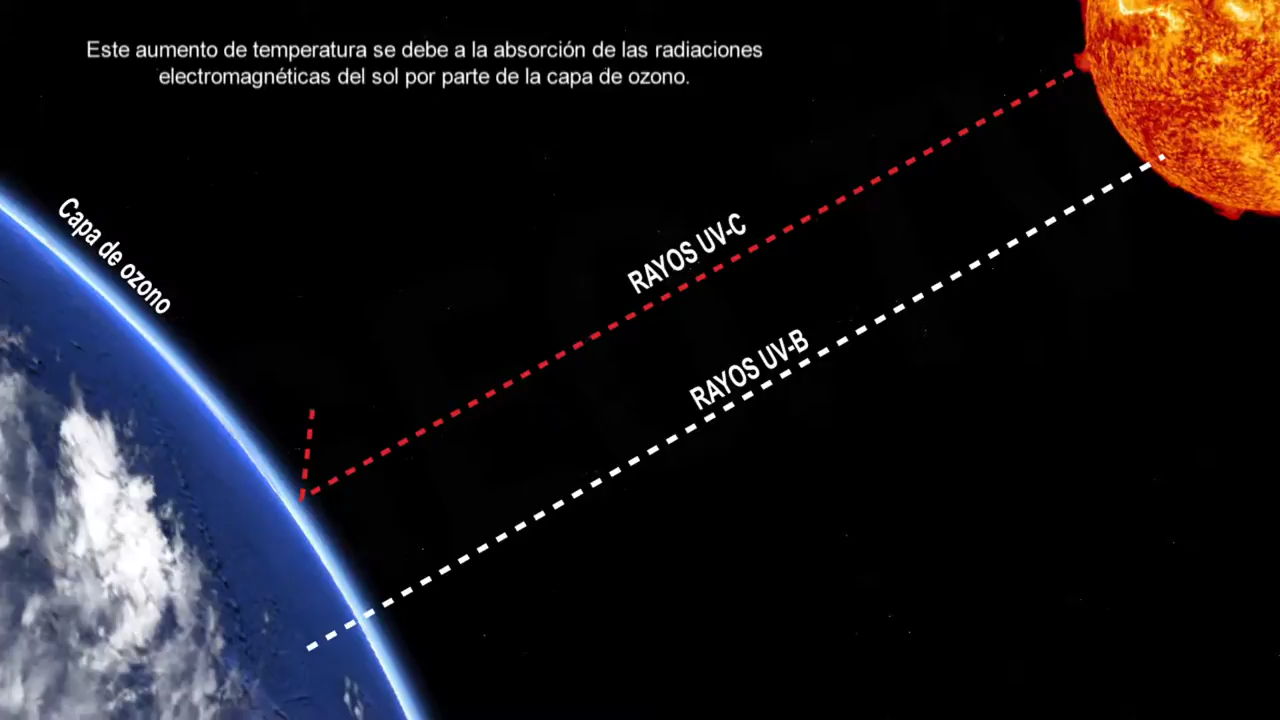 Este aumento de temperatura se debe a la absorción de las radiaciones
electromagnéticas del sol por parte de la capa de ozono.
Capa de ozono
RAYOS UV-C
RAYOS UV-B